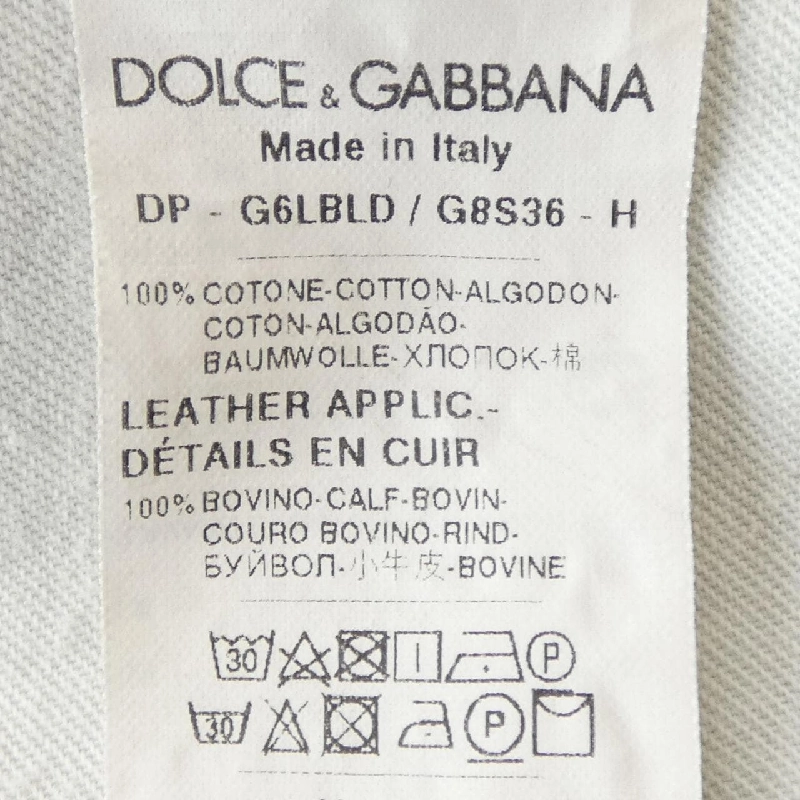 DOLCE & GABBANA
Made in Italy
DP - G6LBLD / G8S36 - H
100% COTONE-COTTON-ALGODON-
COTON-ALGODÃO-
BAUMWOLLE-ХЛОПОК-棉
LEATHER APPLIC.-
DÉTAILS EN CUIR
100% BOVINO-CALF-BOVIN-
COURO BOVINO-RIND-
БУЙВОЛ-小牛皮-BOVINE
30 P
30 P